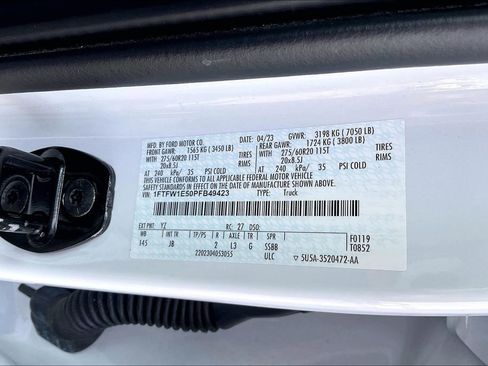 MFD. BY FORD MOTOR CO. 04/23 GVWR: 3198 KG (7050 LB)
FRONT GAWR: 1565 KG (3450 LB) REAR GAWR: 1724 KG (3800 LB)
WITH TIRES WITH TIRES
275/60R20 115T RIMS 275/60R20 115T RIMS
20x8.5J 20x8.5J
AT 240 kPa/ 35 PSI COLD AT 240 kPa/ 35 PSI COLD
THIS VEHICLE CONFORMS TO ALL APPLICABLE FEDERAL MOTOR VEHICLE
SAFETY STANDARDS IN EFFECT ON THE DATE OF MANUFACTURE SHOWN ABOVE.
VIN: 1FTFW1E50PFB49423 TYPE: Truck
EXT PNT: YZ RC: 27 DSO:
WB INT TR TP/PS R AX TR SPR F0119
145 JB 2 L3 G SSBB T0852
2202304053055 ULC 5U5A-3520472-AA